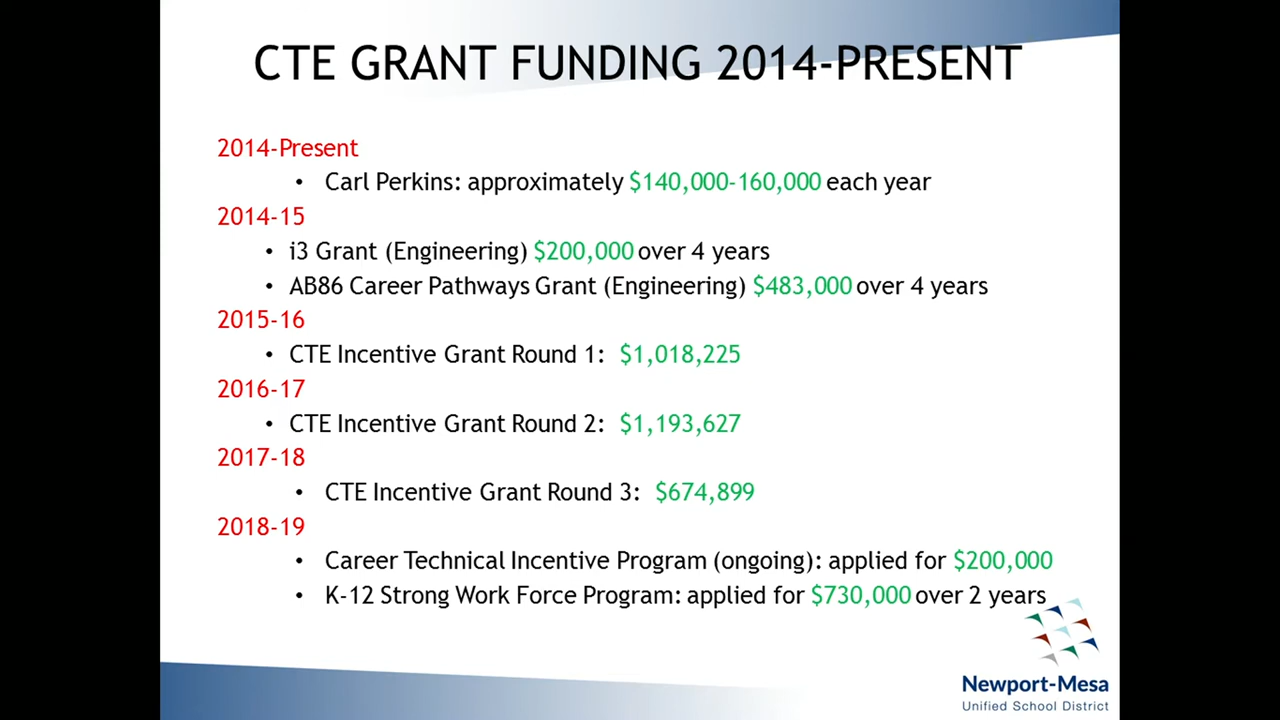 CTE GRANT FUNDING 2014-PRESENT
2014-Present
• Carl Perkins: approximately $140,000-160,000 each year
2014-15
• i3 Grant (Engineering) $200,000 over 4 years
• AB86 Career Pathways Grant (Engineering) $483,000 over 4 years
2015-16
• CTE Incentive Grant Round 1: $1,018,225
2016-17
• CTE Incentive Grant Round 2: $1,193,627
2017-18
• CTE Incentive Grant Round 3: $674,899
2018-19
• Career Technical Incentive Program (ongoing): applied for $200,000
• K-12 Strong Work Force Program: applied for $730,000 over 2 years
Newport-Mesa
Unified School District